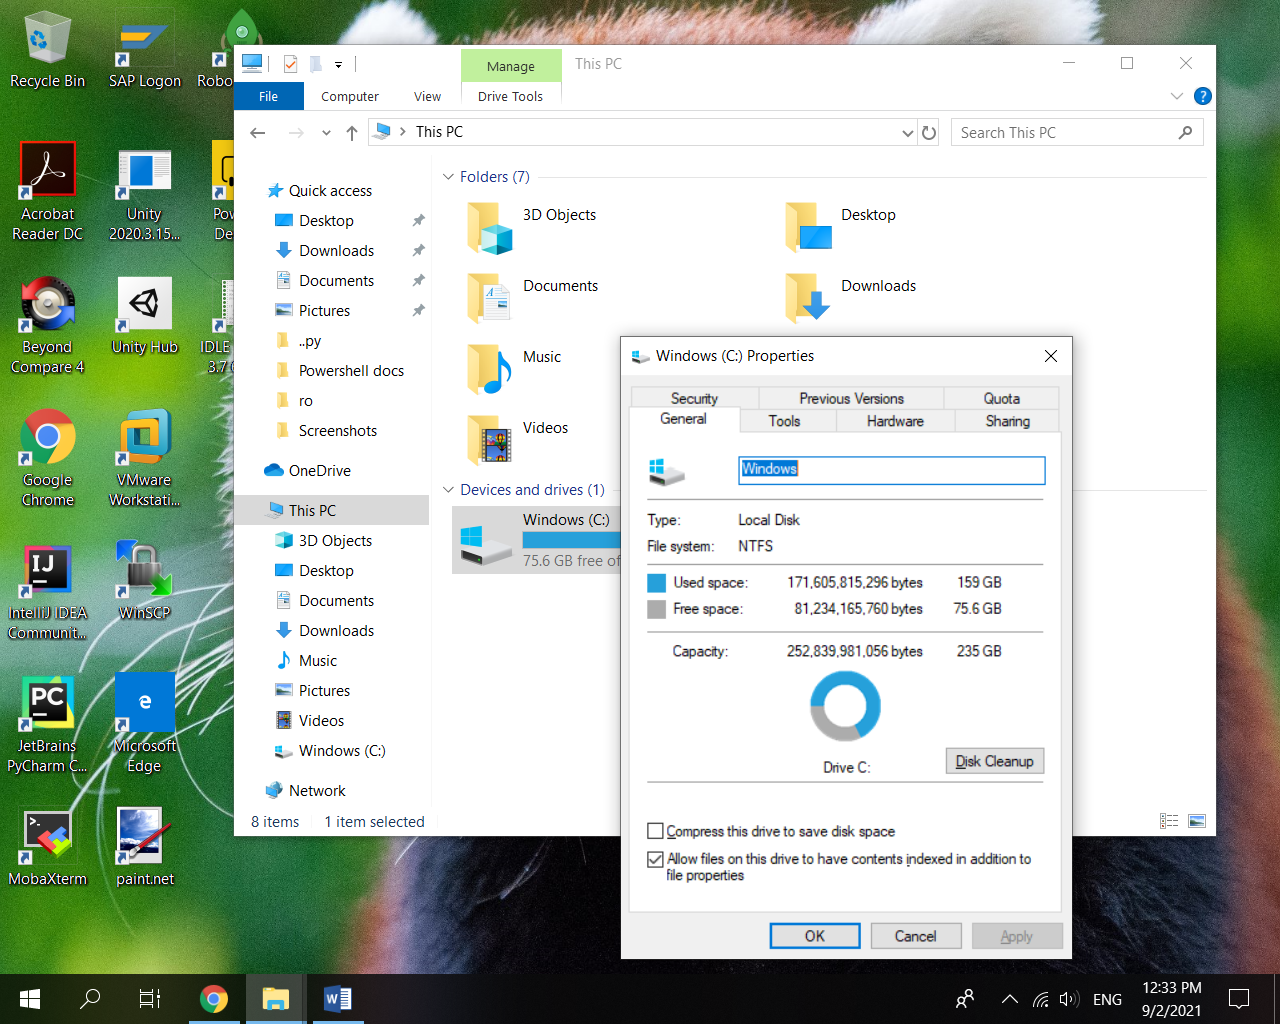 Recycle Bin
SAP Logon
Robo
Acrobat
Reader DC
Unity
2020.3.15...
Pow
De
Beyond
Compare 4
Unity Hub
IDLE
3.7
Google
Chrome
VMware
Workstati...
IJ
IntelliJ IDEA
Communit...
WinSCP
PC
JetBrains
PyCharm C...
Microsoft
Edge
MobaXterm
paint.net
Manage
This PC
File
Computer
View
Drive Tools
This PC
Search This PC
Quick access
Desktop
Downloads
Documents
Pictures
..py
Powershell docs
ro
Screenshots
OneDrive
This PC
3D Objects
Desktop
Documents
Downloads
Music
Pictures
Videos
Windows (C:)
Network
Folders (7)
3D Objects
Desktop
Documents
Downloads
Music
Videos
Devices and drives (1)
Windows (C:)
75.6 GB free of
8 items
1 item selected
Windows (C:) Properties
Security
Previous Versions
Quota
General
Tools
Hardware
Sharing
Windows
Type: Local Disk
File system: NTFS
Used space: 171,605,815,296 bytes 159 GB
Free space: 81,234,165,760 bytes 75.6 GB
Capacity: 252,839,981,056 bytes 235 GB
Drive C:
Disk Cleanup
Compress this drive to save disk space
Allow files on this drive to have contents indexed in addition to
file properties
OK
Cancel
Apply
ENG
12:33 PM
9/2/2021